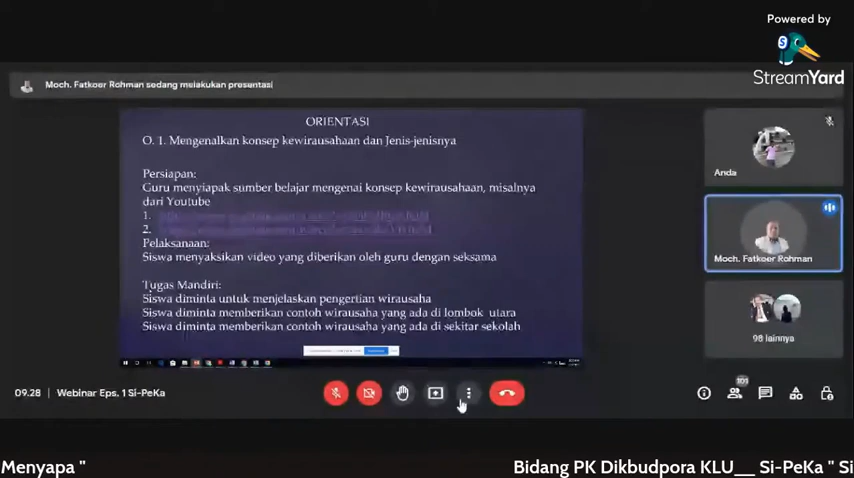 Powered by
StreamYard
Moch. Fatkoer Rohman sedang melakukan presentasi
ORIENTASI
O. 1. Mengenalkan konsep kewirausahaan dan Jenis-jenisnya
Persiapan:
Guru menyiapak sumber belajar mengenai konsep kewirausahaan, misalnya
dari Youtube
1.
2.
Pelaksanaan:
Siswa menyaksikan video yang diberikan oleh guru dengan seksama
Tugas Mandiri:
Siswa diminta untuk menjelaskan pengertian wirausaha
Siswa diminta memberikan contoh wirausaha yang ada di lombok utara
Siswa diminta memberikan contoh wirausaha yang ada di sekitar sekolah
Anda
Moch. Fatkoer Rohman
98 lainnya
09.28 Webinar Eps. 1 Si-PeKa
101
Menyapa " Bidang PK Dikbudpora KLU__ Si-PeKa " Si